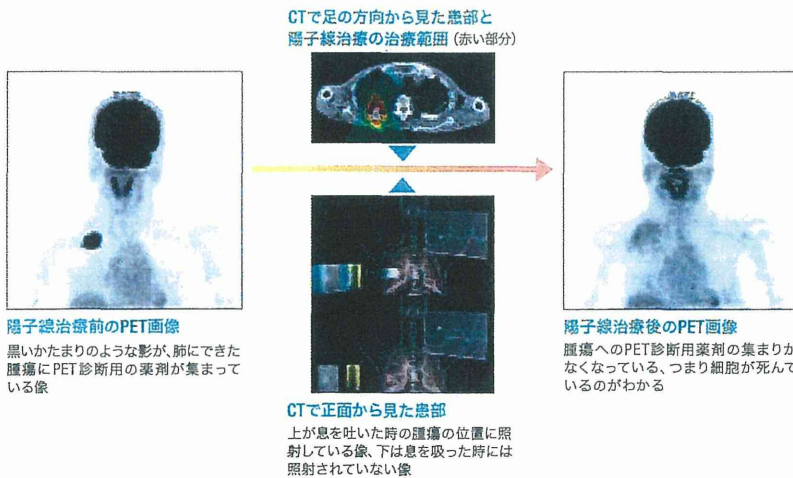 CTで足の方向から見た患部と
陽子線治療の治療範囲（赤い部分）
陽子線治療前のPET画像
黒いかたまりのような影が、肺にできた
腫瘍にPET診断用の薬剤が集まって
いる像
CTで正面から見た患部
上が息を吐いた時の腫瘍の位置に照
射している像、下は息を吸った時には
照射されていない像
陽子線治療後のPET画像
腫瘍へのPET診断用薬剤の集まりが
なくなっている、つまり細胞が死んで
いるのがわかる